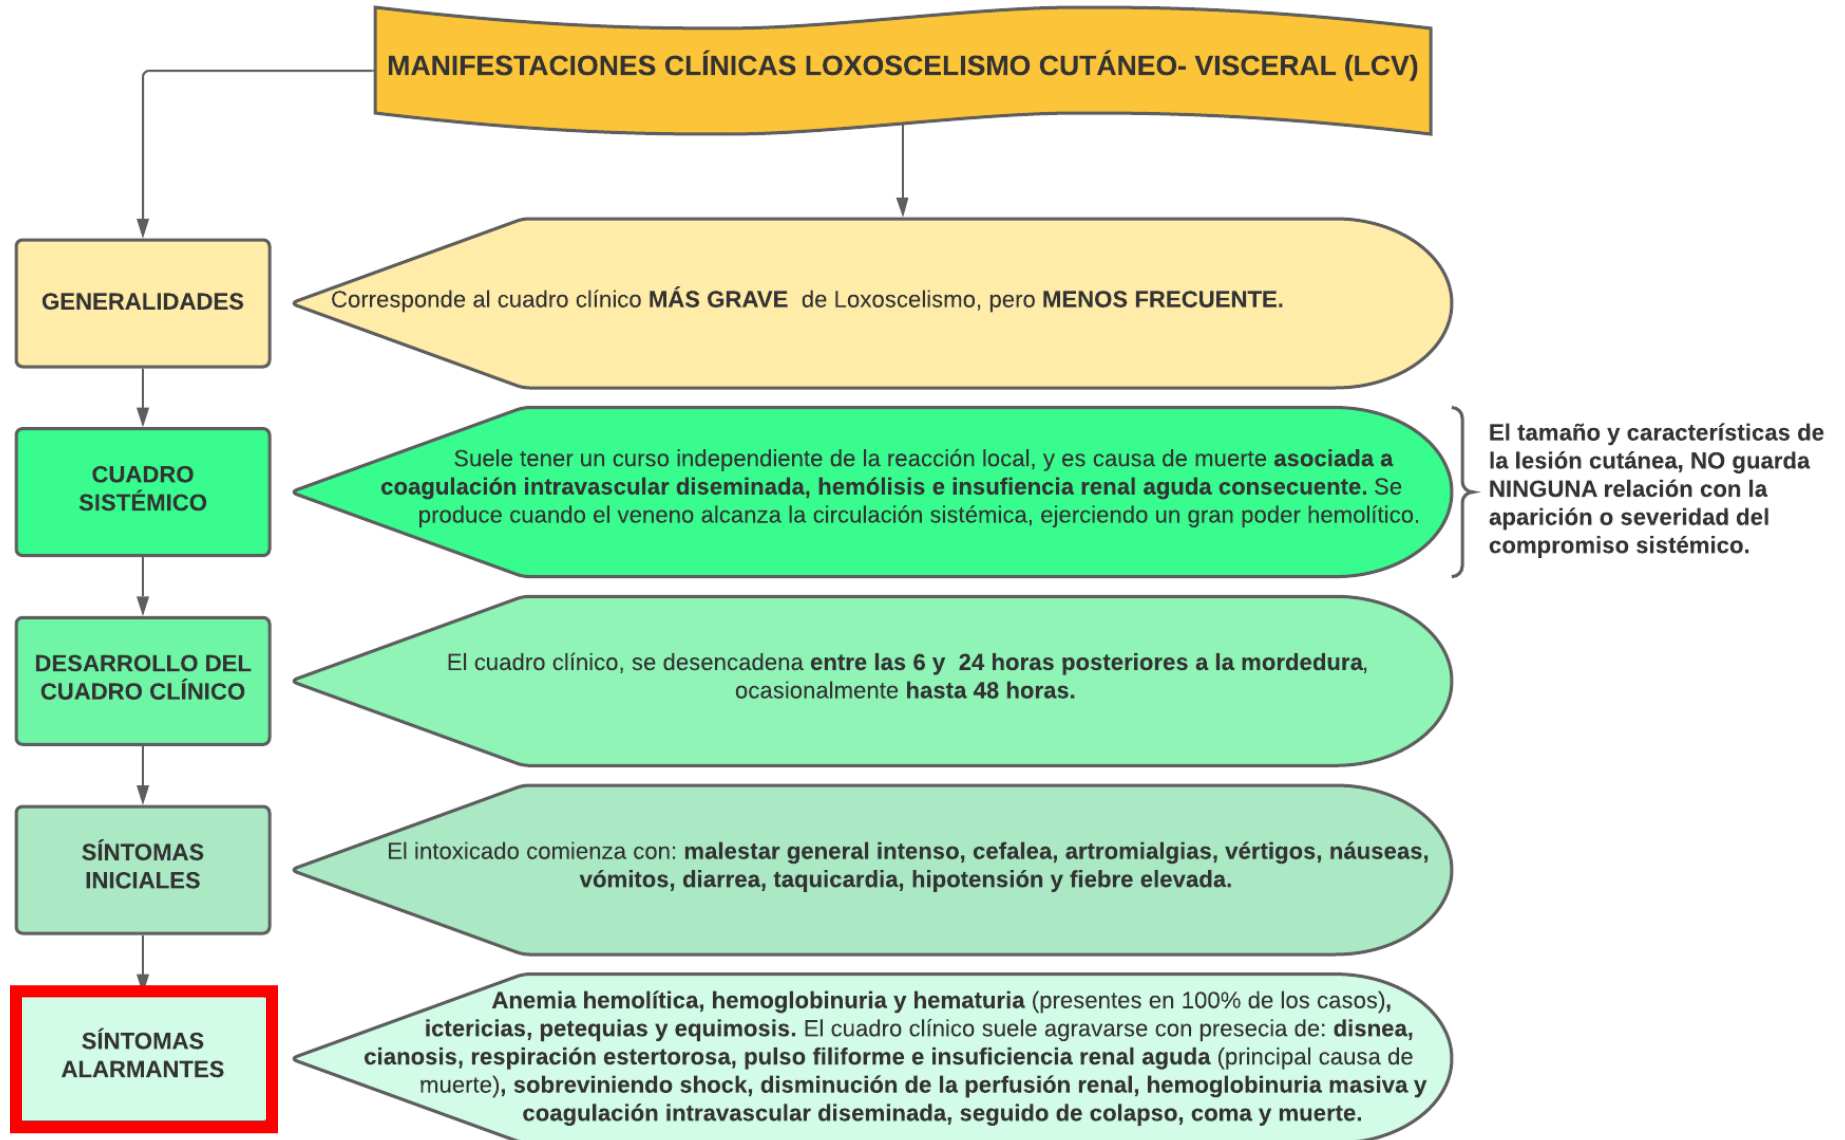 MANIFESTACIONES CLÍNICAS LOXOSCELISMO CUTÁNEO- VISCERAL (LCV)
GENERALIDADES
Corresponde al cuadro clínico MÁS GRAVE de Loxoscelismo, pero MENOS FRECUENTE.
CUADRO
SISTÉMICO
Suele tener un curso independiente de la reacción local, y es causa de muerte asociada a
coagulación intravascular diseminada, hemólisis e insufiencia renal aguda consecuente. Se
produce cuando el veneno alcanza la circulación sistémica, ejerciendo un gran poder hemolítico.
El tamaño y características de
la lesión cutánea, NO guarda
NINGUNA relación con la
aparición o severidad del
compromiso sistémico.
DESARROLLO DEL
CUADRO CLÍNICO
El cuadro clínico, se desencadena entre las 6 y 24 horas posteriores a la mordedura,
ocasionalmente hasta 48 horas.
SÍNTOMAS
INICIALES
El intoxicado comienza con: malestar general intenso, cefalea, artromialgias, vértigos, náuseas,
vómitos, diarrea, taquicardia, hipotensión y fiebre elevada.
SÍNTOMAS
ALARMANTES
Anemia hemolítica, hemoglobinuria y hematuria (presentes en 100% de los casos),
ictericias, petequias y equimosis. El cuadro clínico suele agravarse con presecia de: disnea,
cianosis, respiración estertorosa, pulso filiforme e insuficiencia renal aguda (principal causa de
muerte), sobreviniendo shock, disminución de la perfusión renal, hemoglobinuria masiva y
coagulación intravascular diseminada, seguido de colapso, coma y muerte.